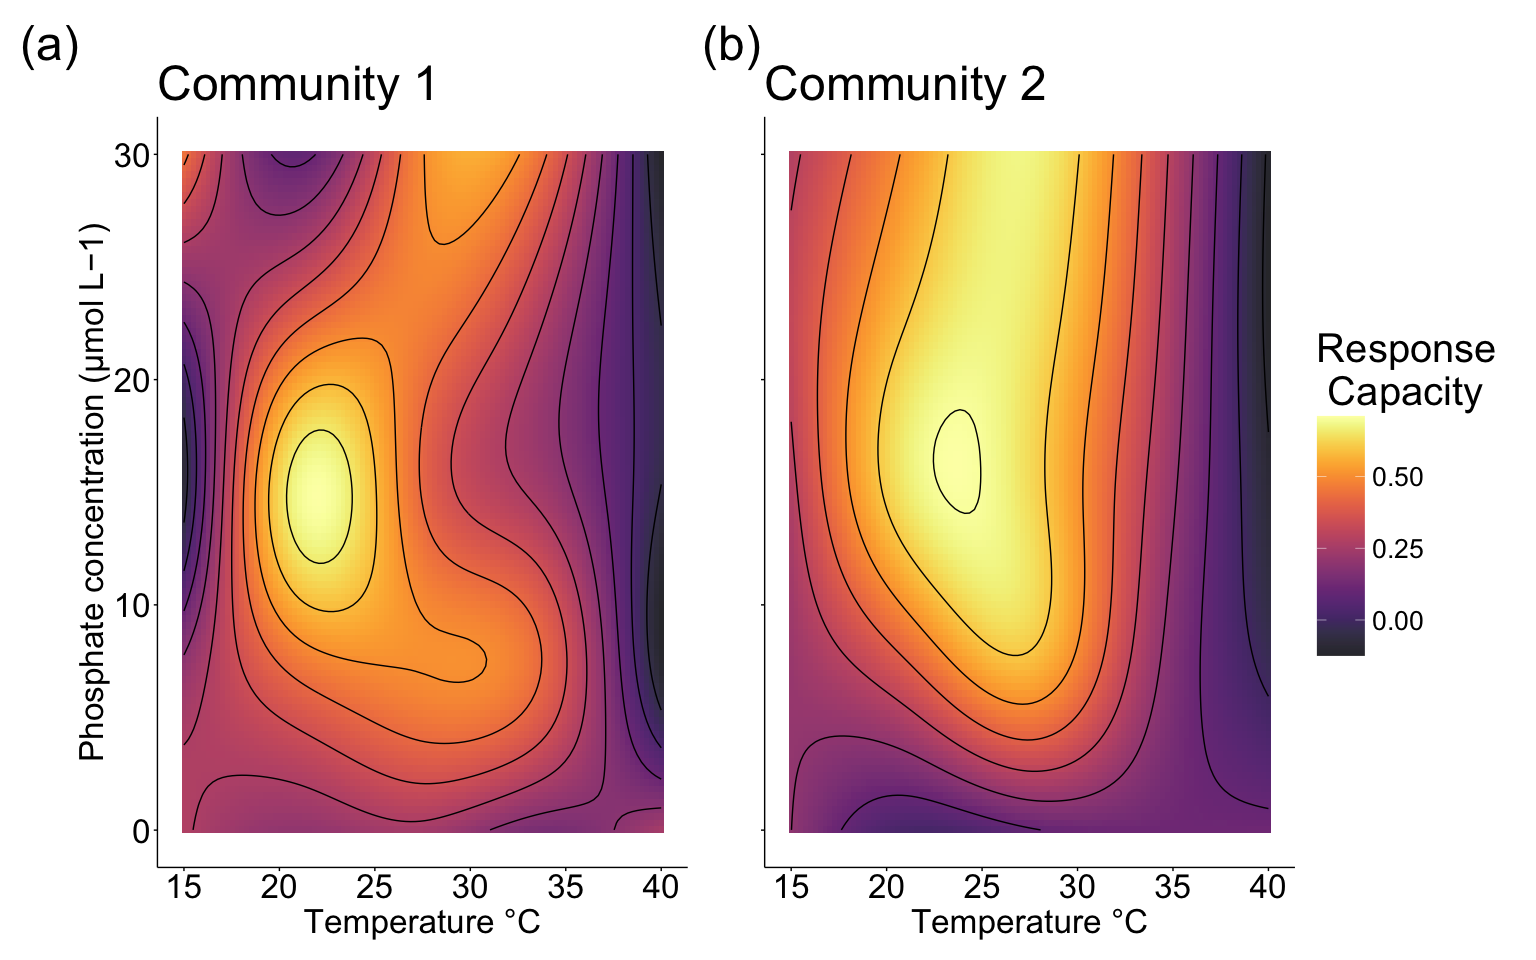 (a)
Community 1
Phosphate concentration (μmol L−1)
30
20
10
0
15 20 25 30 35 40
Temperature °C
(b)
Community 2
15 20 25 30 35 40
Temperature °C
Response
Capacity
0.50
0.25
0.00